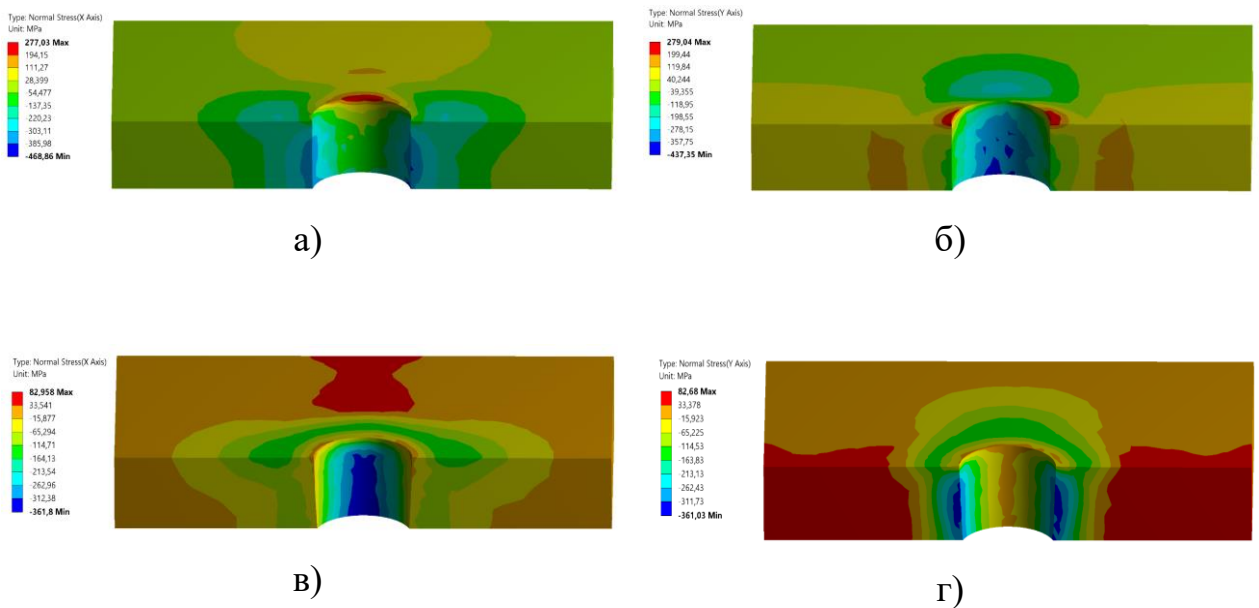 Type: Normal Stress(X Axis)
Unit: MPa
277,03 Max
194,15
111,27
28,399
-54,477
-137,35
-220,23
-303,11
-385,98
-468,86 Min
а)
Type: Normal Stress(Y Axis)
Unit: MPa
279,04 Max
199,44
119,84
40,244
-39,355
-118,95
-198,55
-278,15
-357,75
-437,35 Min
б)
Type: Normal Stress(X Axis)
Unit: MPa
82,958 Max
33,541
-15,877
-65,294
-114,71
-164,13
-213,54
-262,96
-312,38
-361,8 Min
в)
Type: Normal Stress(Y Axis)
Unit: MPa
82,68 Max
33,378
-15,923
-65,225
-114,53
-163,83
-213,13
-262,43
-311,73
-361,03 Min
г)